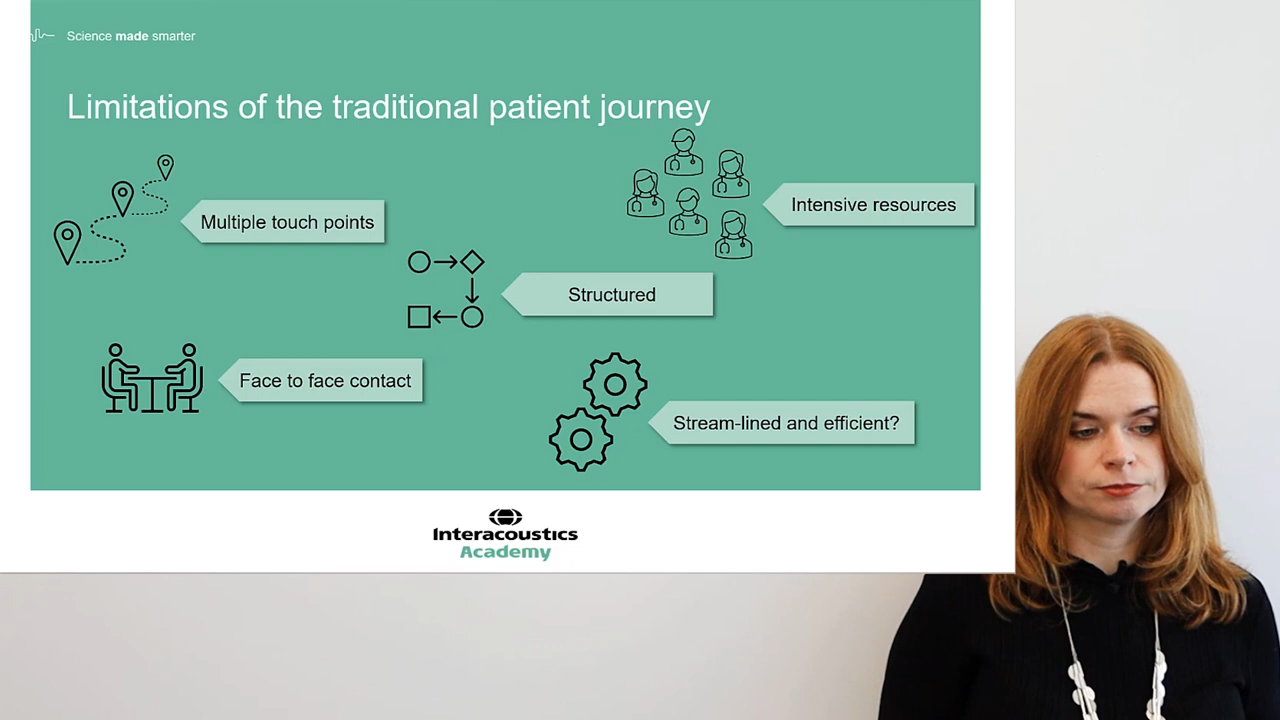 Science made smarter
Limitations of the traditional patient journey
Multiple touch points
Intensive resources
Structured
Face to face contact
Stream-lined and efficient?
Interacoustics
Academy